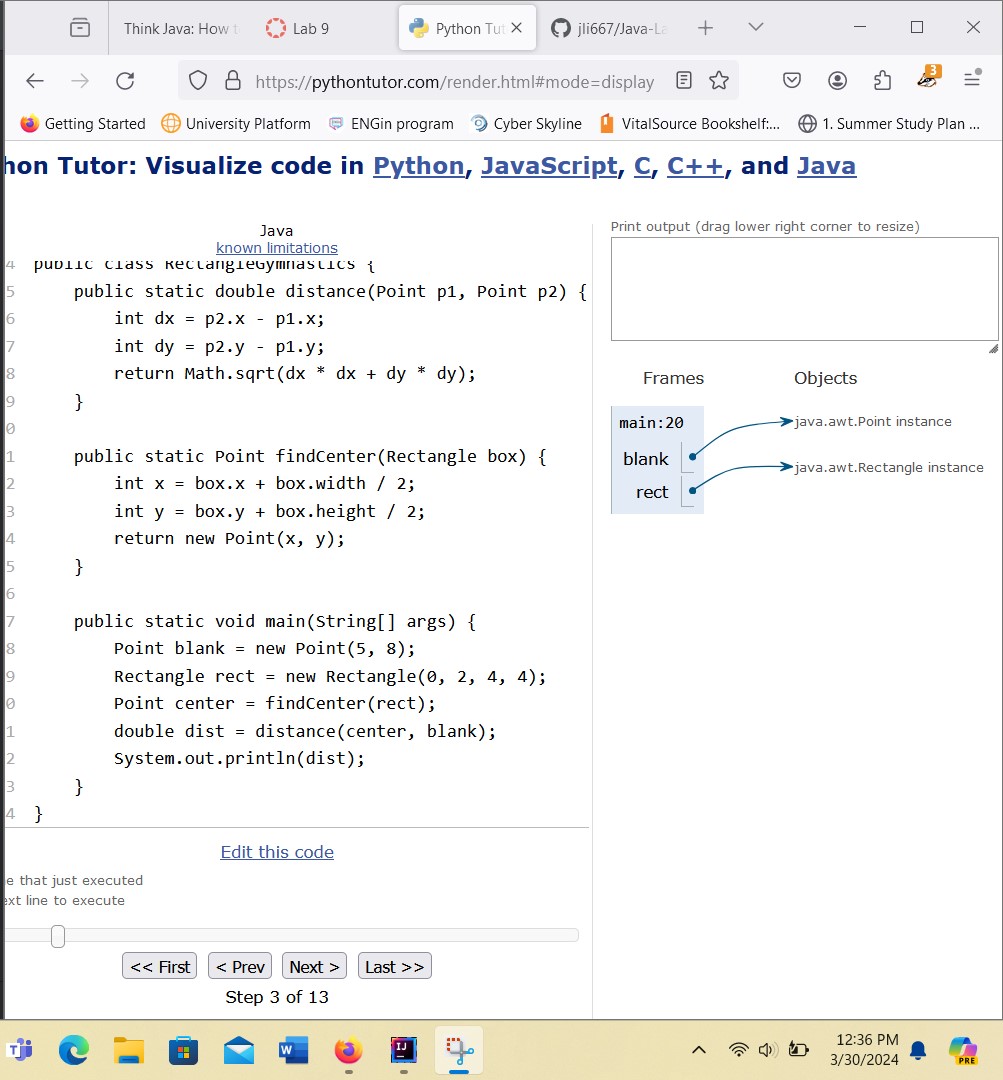 Think Java: How t
Lab 9
Python Tut
jli667/Java-La
https://pythontutor.com/render.html#mode=display
3
Getting Started
University Platform
ENGin program
Cyber Skyline
VitalSource Bookshelf:...
1. Summer Study Plan ...
hon Tutor: Visualize code in Python, JavaScript, C, C++, and Java
Java
known limitations
4 public class RectangleGymnastics {
5 public static double distance(Point p1, Point p2) {
6 int dx = p2.x - p1.x;
7 int dy = p2.y - p1.y;
8 return Math.sqrt(dx * dx + dy * dy);
9 }
0
1 public static Point findCenter(Rectangle box) {
2 int x = box.x + box.width / 2;
3 int y = box.y + box.height / 2;
4 return new Point(x, y);
5 }
6
7 public static void main(String[] args) {
8 Point blank = new Point(5, 8);
9 Rectangle rect = new Rectangle(0, 2, 4, 4);
0 Point center = findCenter(rect);
1 double dist = distance(center, blank);
2 System.out.println(dist);
3 }
4 }
Edit this code
e that just executed
ext line to execute
<< First
< Prev
Next >
Last >>
Step 3 of 13
Print output (drag lower right corner to resize)
Frames
Objects
main:20
blank
rect
java.awt.Point instance
java.awt.Rectangle instance
12:36 PM
3/30/2024
PRE